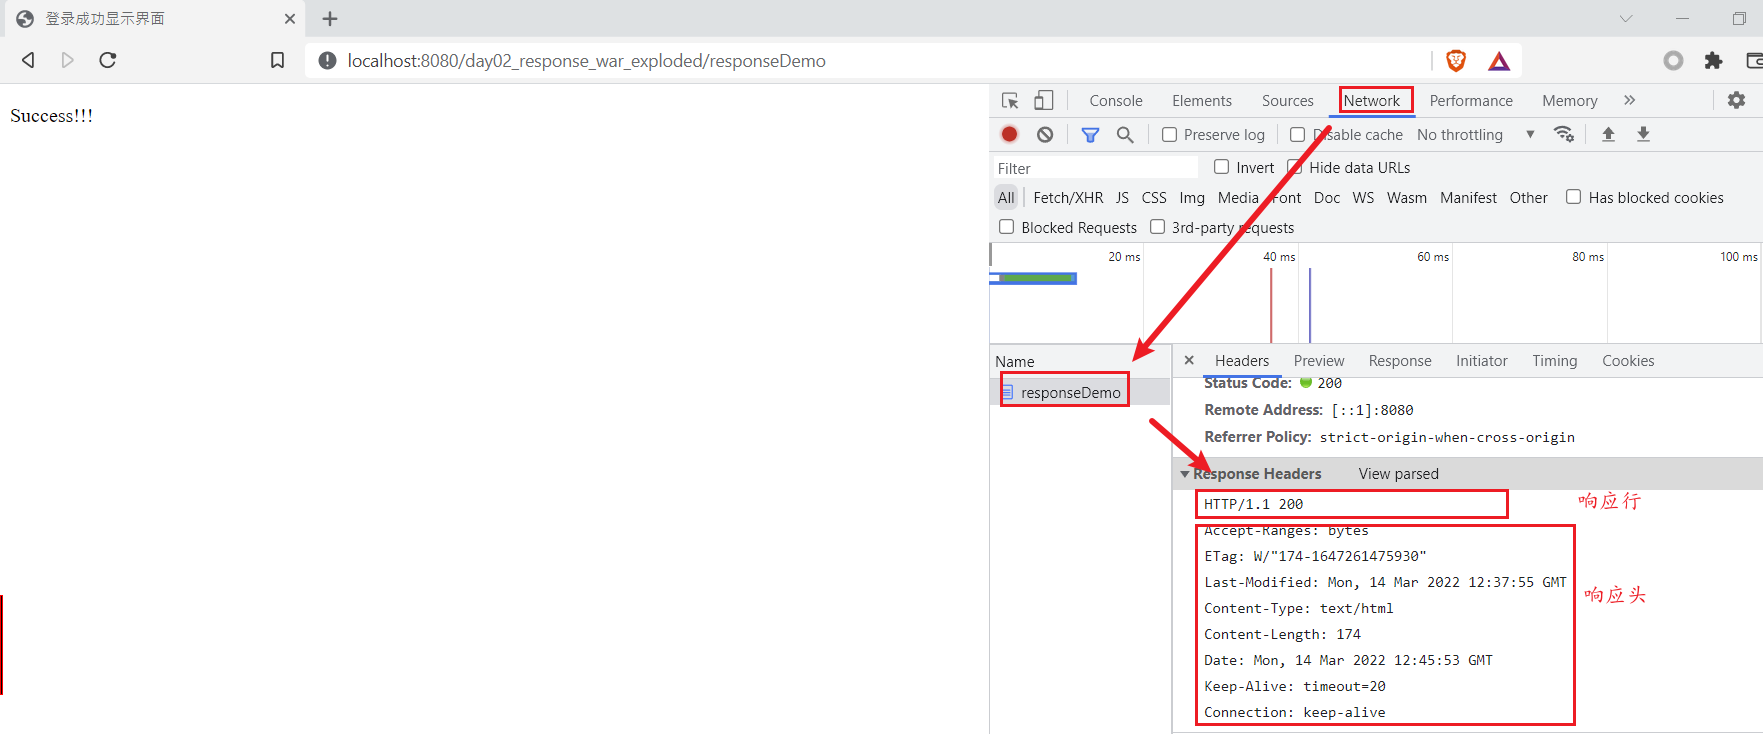 登录成功显示界面
localhost:8080/day02_response_war_exploded/responseDemo
Success!!!
Console Elements Sources Network Performance Memory
Preserve log Disable cache No throttling
Filter Invert Hide data URLs
All Fetch/XHR JS CSS Img Media Font Doc WS Wasm Manifest Other Has blocked cookies
Blocked Requests 3rd-party requests
20 ms 40 ms 60 ms 80 ms 100 ms
Name
responseDemo
Headers Preview Response Initiator Timing Cookies
Status Code: 200
Remote Address: [::1]:8080
Referrer Policy: strict-origin-when-cross-origin
Response Headers View parsed
HTTP/1.1 200
响应行
Accept-Ranges: bytes
ETag: W/"174-1647261475930"
Last-Modified: Mon, 14 Mar 2022 12:37:55 GMT
响应头
Content-Type: text/html
Content-Length: 174
Date: Mon, 14 Mar 2022 12:45:53 GMT
Keep-Alive: timeout=20
Connection: keep-alive